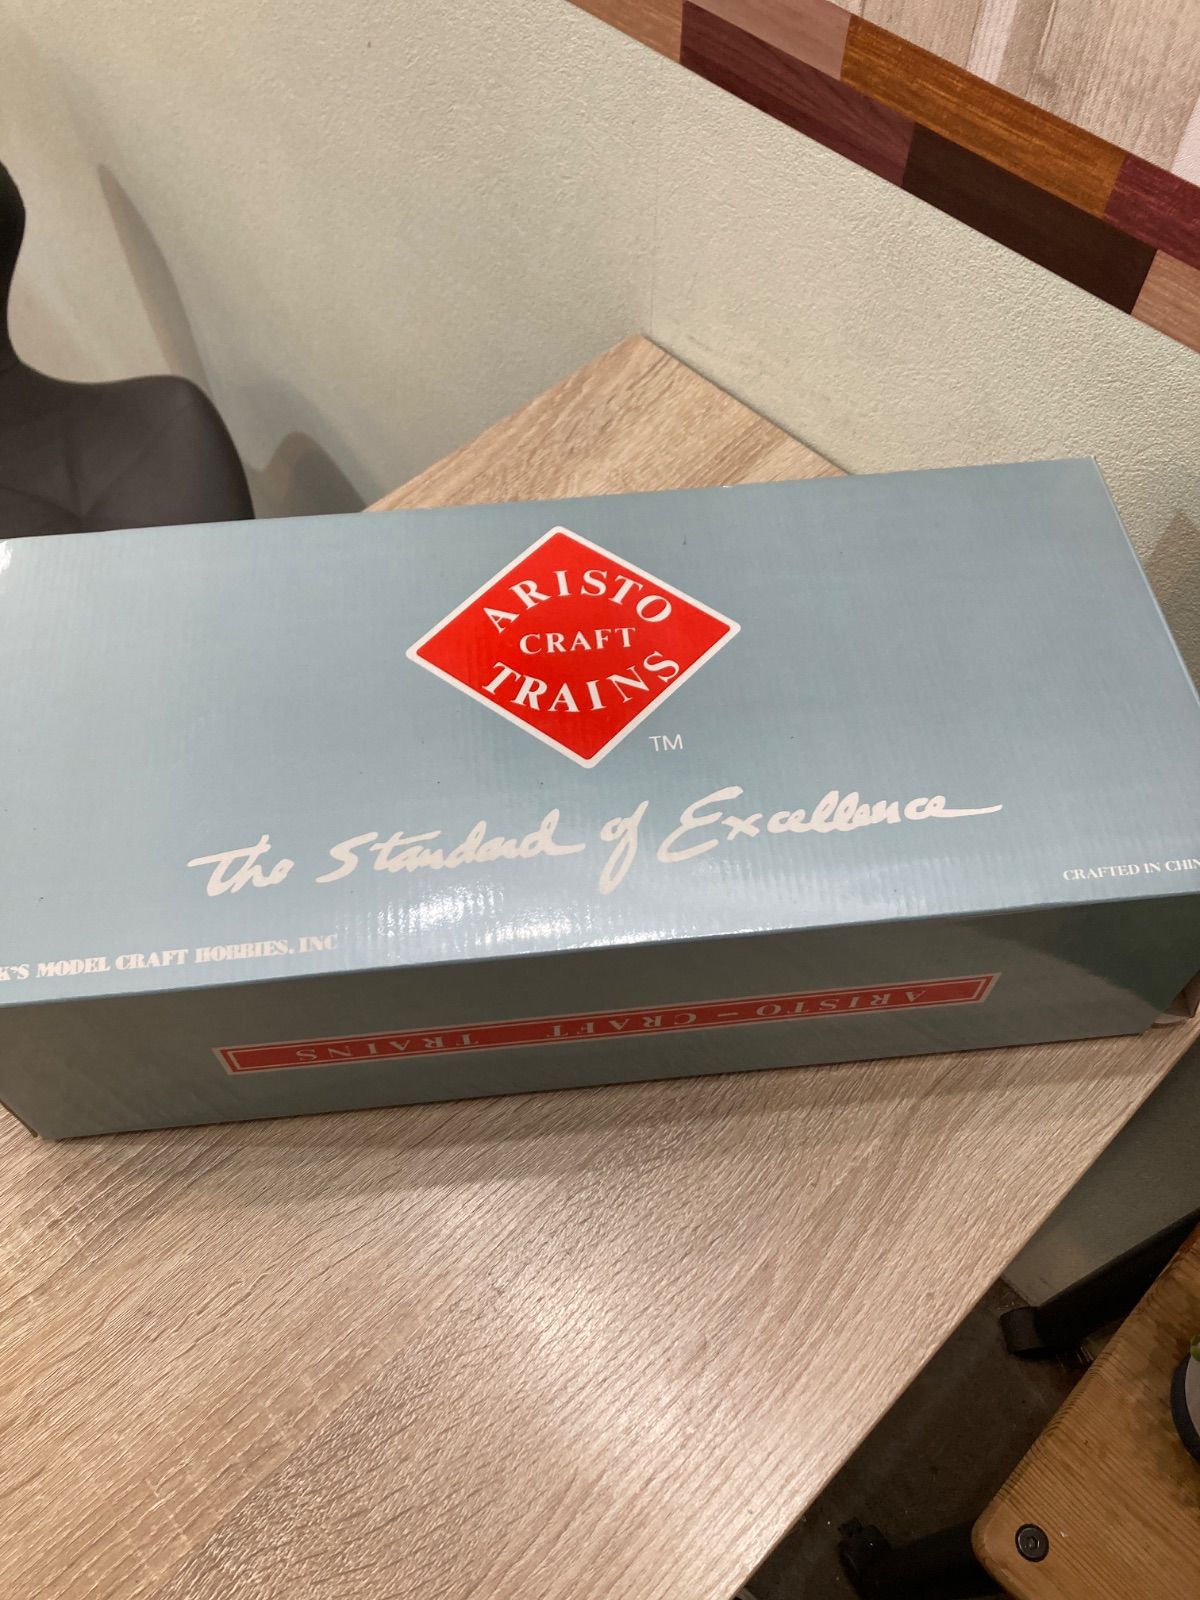 ARISTO
CRAFT
TRAINS
TM
The Standard of Excellence
CRAFTED IN CHIN
K'S MODEL CRAFT HOBBIES, INC
ARISTO-CRAFT TRAINS